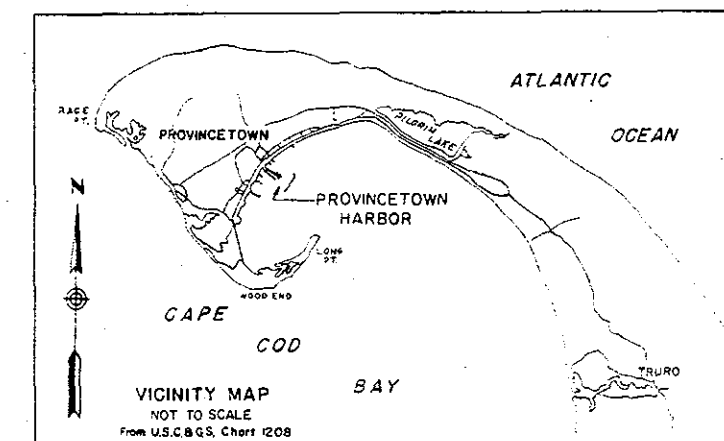 ATLANTIC
OCEAN
RACE
PT.
PROVINCETOWN
PILGRIM
LAKE
N
PROVINCETOWN
HARBOR
LONG
PT.
WOOD END
CAPE
COD
BAY
TRURO
VICINITY MAP
NOT TO SCALE
From U.S.C.&G.S. Chart 1208